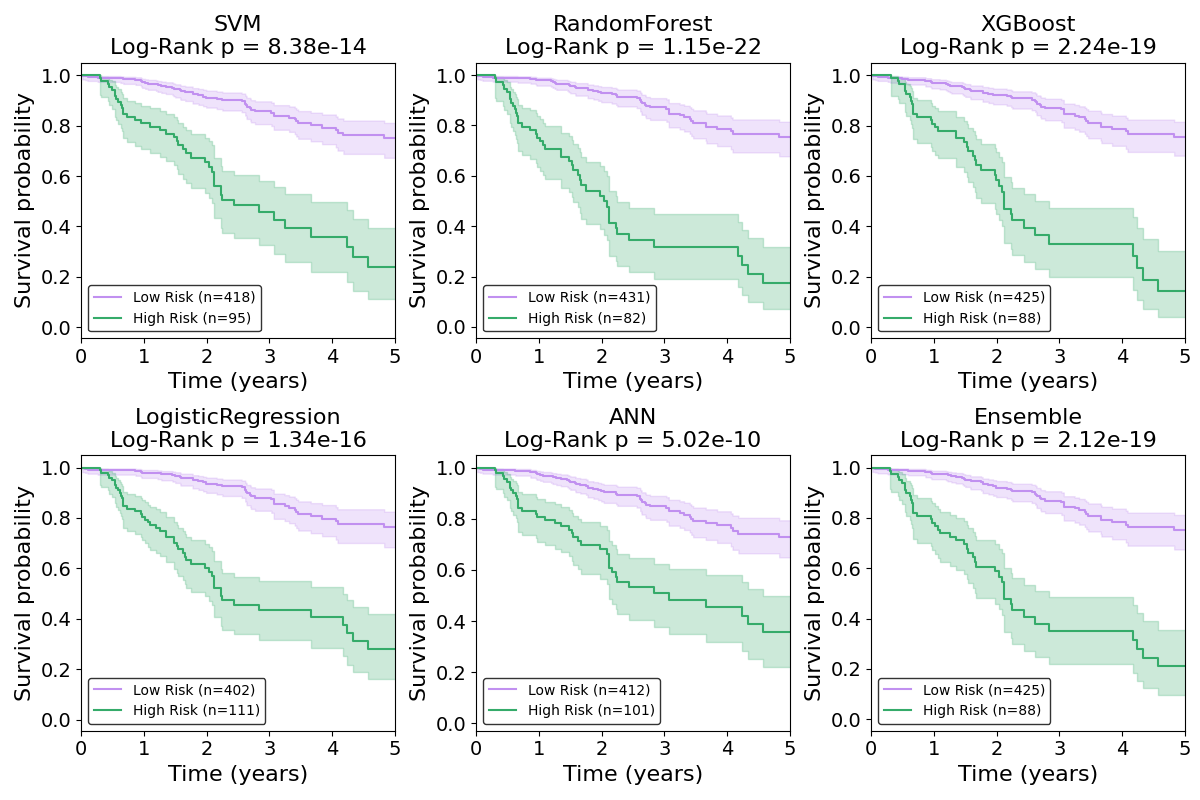 SVM
Log-Rank p = 8.38e-14
Survival probability
1.0
0.8
0.6
0.4
0.2
0.0
Low Risk (n=418)
High Risk (n=95)
0 1 2 3 4 5
Time (years)
RandomForest
Log-Rank p = 1.15e-22
Survival probability
1.0
0.8
0.6
0.4
0.2
0.0
Low Risk (n=431)
High Risk (n=82)
0 1 2 3 4 5
Time (years)
XGBoost
Log-Rank p = 2.24e-19
Survival probability
1.0
0.8
0.6
0.4
0.2
0.0
Low Risk (n=425)
High Risk (n=88)
0 1 2 3 4 5
Time (years)
LogisticRegression
Log-Rank p = 1.34e-16
Survival probability
1.0
0.8
0.6
0.4
0.2
0.0
Low Risk (n=402)
High Risk (n=111)
0 1 2 3 4 5
Time (years)
ANN
Log-Rank p = 5.02e-10
Survival probability
1.0
0.8
0.6
0.4
0.2
0.0
Low Risk (n=412)
High Risk (n=101)
0 1 2 3 4 5
Time (years)
Ensemble
Log-Rank p = 2.12e-19
Survival probability
1.0
0.8
0.6
0.4
0.2
0.0
Low Risk (n=425)
High Risk (n=88)
0 1 2 3 4 5
Time (years)